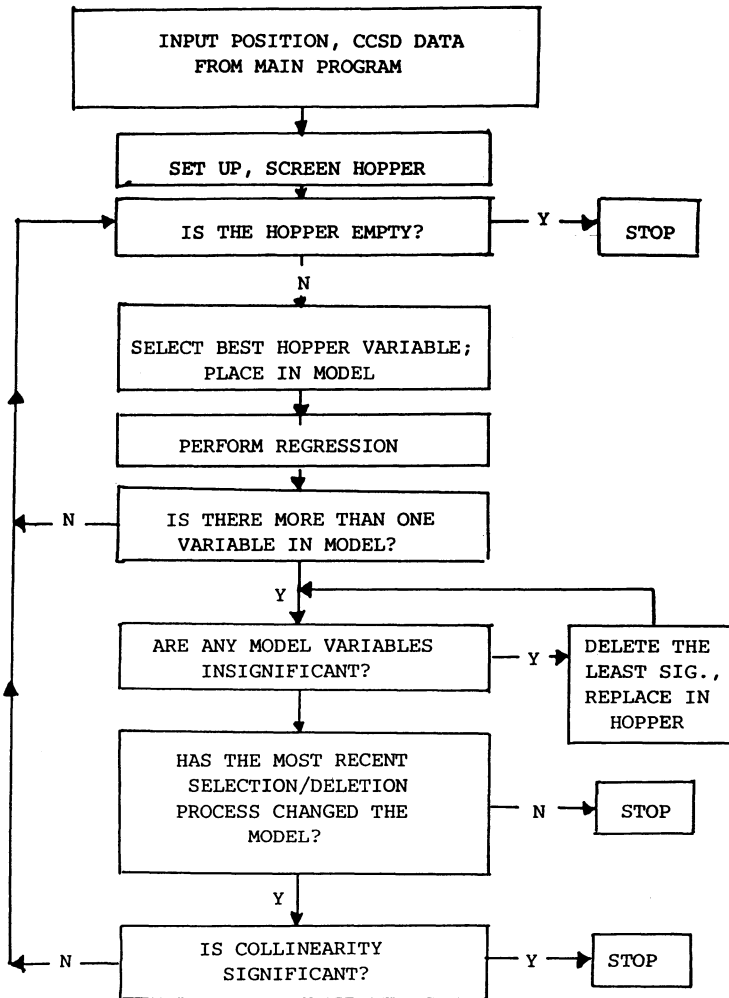 INPUT POSITION, CCSD DATA
FROM MAIN PROGRAM
SET UP, SCREEN HOPPER
IS THE HOPPER EMPTY?
Y
STOP
N
SELECT BEST HOPPER VARIABLE;
PLACE IN MODEL
PERFORM REGRESSION
IS THERE MORE THAN ONE
VARIABLE IN MODEL?
N
Y
ARE ANY MODEL VARIABLES
INSIGNIFICANT?
Y
DELETE THE
LEAST SIG.,
REPLACE IN
HOPPER
HAS THE MOST RECENT
SELECTION/DELETION
PROCESS CHANGED THE
MODEL?
N
STOP
Y
IS COLLINEARITY
SIGNIFICANT?
N
Y
STOP